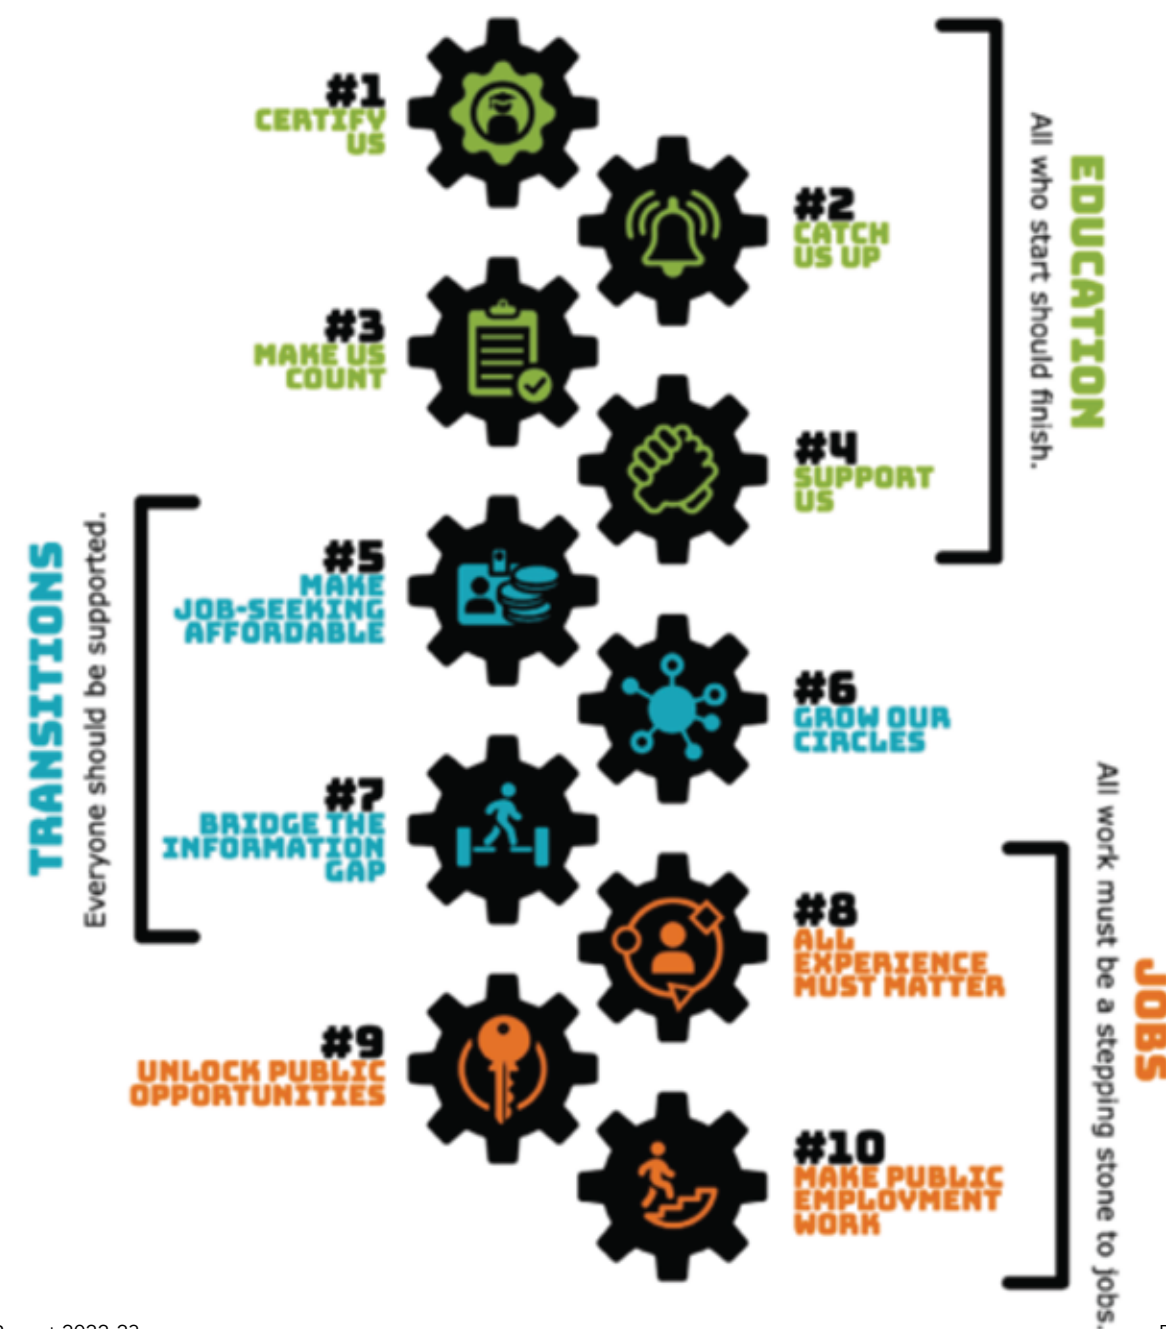 #1
CERTIFY
US
#2
CATCH
US UP
#3
MAKE US
COUNT
#4
SUPPORT
US
EDUCATION
All who start should finish.
#5
MAKE
JOB-SEEKING
AFFORDABLE
#6
GROW OUR
CIRCLES
#7
BRIDGE THE
INFORMATION
GAP
TRANSITIONS
Everyone should be supported.
#8
ALL
EXPERIENCE
MUST MATTER
#9
UNLOCK PUBLIC
OPPORTUNITIES
#10
MAKE PUBLIC
EMPLOYMENT
WORK
JOBS
All work must be a stepping stone to jobs.
2022-23